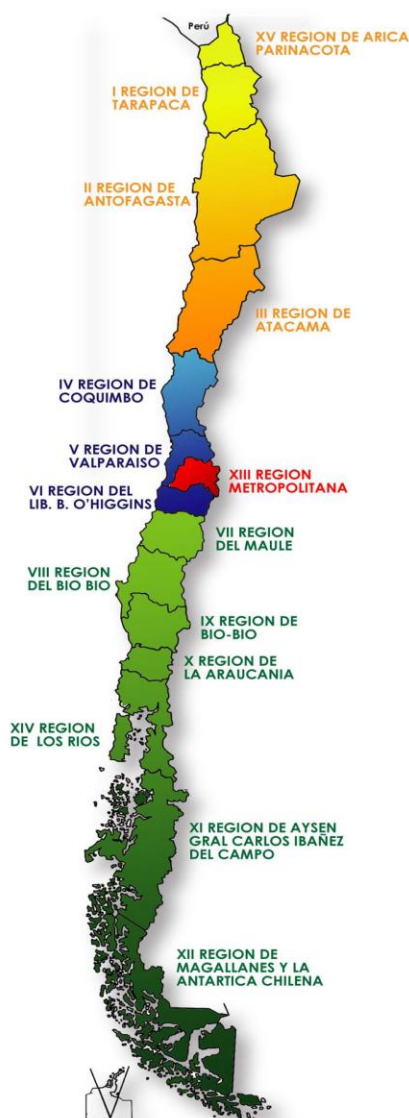 Perú
XV REGION DE ARICA
PARINACOTA
I REGION DE
TARAPACA
II REGION DE
ANTOFAGASTA
III REGION DE
ATACAMA
IV REGION DE
COQUIMBO
V REGION DE
VALPARAISO
XIII REGION
METROPOLITANA
VI REGION DEL
LIB. B. O'HIGGINS
VII REGION
DEL MAULE
VIII REGION
DEL BIO BIO
IX REGION DE
BIO-BIO
X REGION DE
LA ARAUCANIA
XIV REGION
DE LOS RIOS
XI REGION DE AYSEN
GRAL CARLOS IBAÑEZ
DEL CAMPO
XII REGION DE
MAGALLANES Y LA
ANTARTICA CHILENA